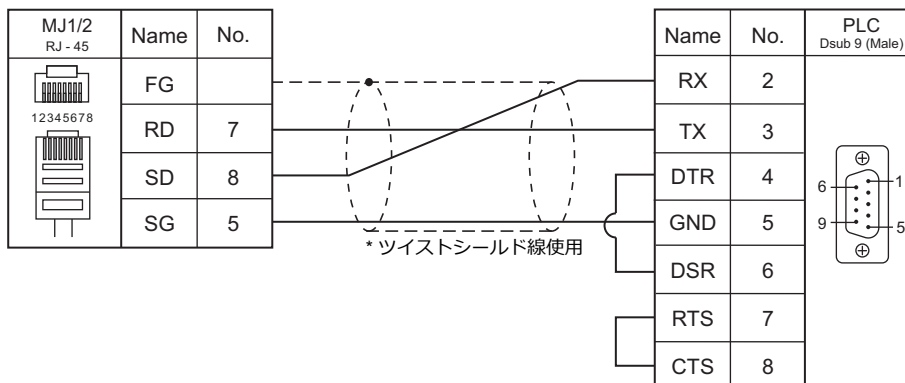 MJ1/2
RJ - 45
Name No.
12345678
FG
RD 7
SD 8
SG 5
* ツイストシールド線使用
Name No.
PLC
Dsub 9 (Male)
RX 2
TX 3
DTR 4
GND 5
DSR 6
RTS 7
CTS 8
6 1
9 5